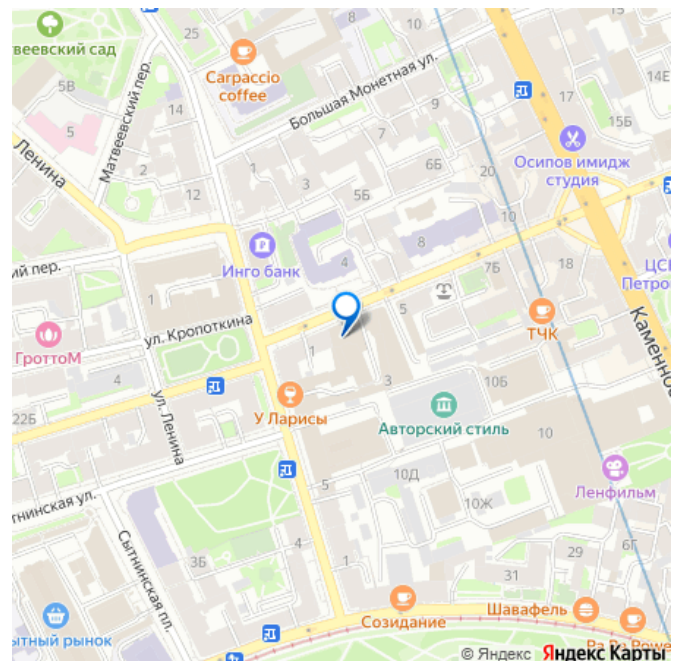 твеевский сад
25
Carpaccio
coffee
Большая Монетная ул.
5В
5
14
Матвеевский пер.
2
12
Ленина
1
3
7
9
6Б
5Б
20
10
17
15Б
14Е
Осипов имидж
студия
Инго банк
4
8
ий пер.
1
ул. Кропоткина
ГроттоМ
4
22Б
ул. Ленина
1
5
3
7Б
18
ТЧК
Петро
Каменно
У Ларисы
10Б
Авторский стиль
10
10Д
10Ж
Ленфильм
тнинская ул.
Сытнинская пл.
3Б
4
5
1
29
6Г
31
Созидание
Шавафель
ытный рынок
© Яндекс Яндекс Карты